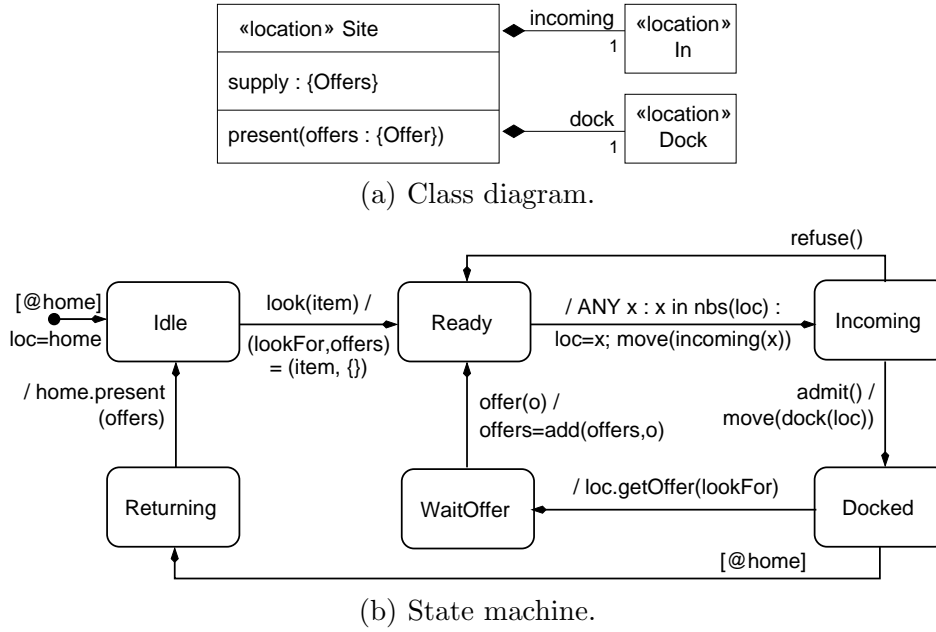 «location» Site
incoming
1
«location»
In
supply : {Offers}
present(offers : {Offer})
dock
1
«location»
Dock
(a) Class diagram.
refuse()
[@home]
loc=home
Idle
look(item) /
(lookFor,offers)
= (item, {})
Ready
/ ANY x : x in nbs(loc) :
loc=x; move(incoming(x))
Incoming
/ home.present
(offers)
offer(o) /
offers=add(offers,o)
admit() /
move(dock(loc))
Returning
WaitOffer
/ loc.getOffer(lookFor)
Docked
[@home]
(b) State machine.